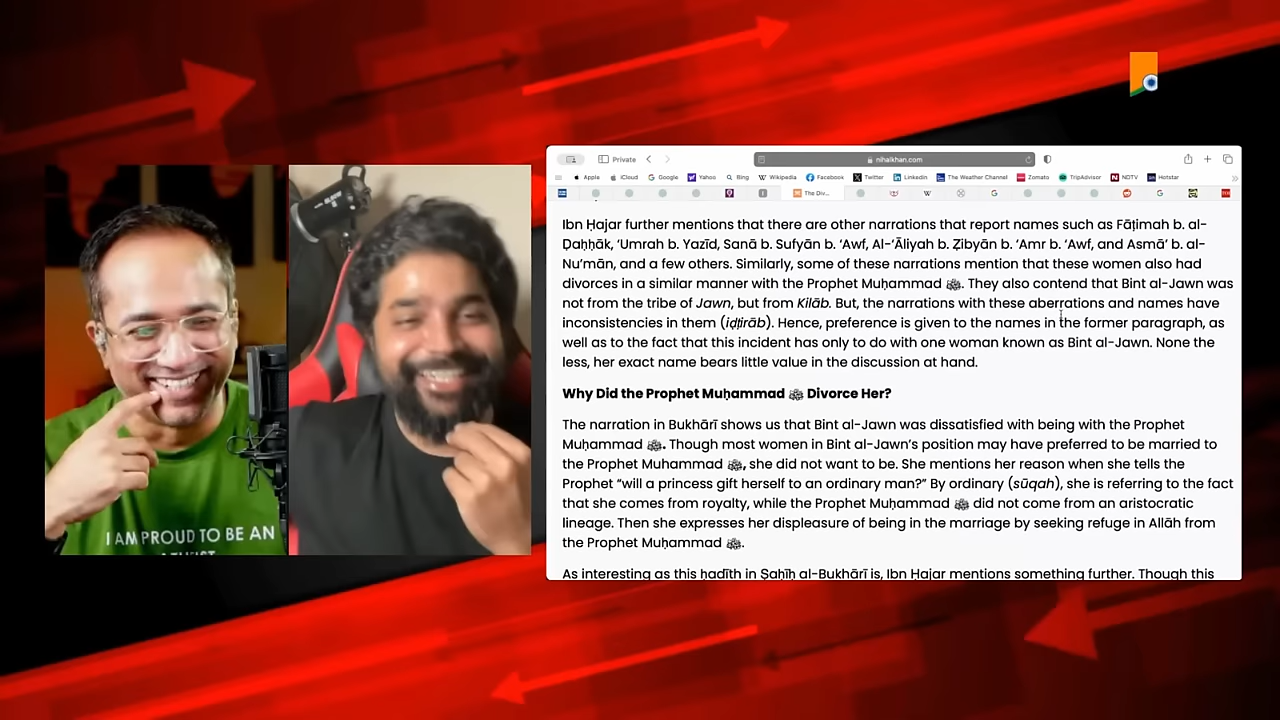 Private
nihalkhan.com
Apple
iCloud
Google
Yahoo
Bing
Wikipedia
Facebook
Twitter
LinkedIn
The Weather Channel
Zomato
TripAdvisor
NDTV
Hotstar
The Div...
Ibn Ḥajar further mentions that there are other narrations that report names such as Fāṭimah b. al-
Ḍaḥḥāk, ‘Umrah b. Yazīd, Sanā b. Sufyān b. ‘Awf, Al-‘Āliyah b. Ẓibyān b. ‘Amr b. ‘Awf, and Asmā’ b. al-
Nu’mān, and a few others. Similarly, some of these narrations mention that these women also had
divorces in a similar manner with the Prophet Muḥammad ﷺ. They also contend that Bint al-Jawn was
not from the tribe of Jawn, but from Kilāb. But, the narrations with these aberrations and names have
inconsistencies in them (iḍṭirāb). Hence, preference is given to the names in the former paragraph, as
well as to the fact that this incident has only to do with one woman known as Bint al-Jawn. None the
less, her exact name bears little value in the discussion at hand.
Why Did the Prophet Muḥammad ﷺ Divorce Her?
The narration in Bukhārī shows us that Bint al-Jawn was dissatisfied with being with the Prophet
Muḥammad ﷺ. Though most women in Bint al-Jawn’s position may have preferred to be married to
the Prophet Muhammad ﷺ, she did not want to be. She mentions her reason when she tells the
Prophet “will a princess gift herself to an ordinary man?” By ordinary (sūqah), she is referring to the fact
that she comes from royalty, while the Prophet Muḥammad ﷺ did not come from an aristocratic
lineage. Then she expresses her displeasure of being in the marriage by seeking refuge in Allāh from
the Prophet Muḥammad ﷺ.
As interesting as this ḥadīth in Ṣaḥīḥ al-Bukhārī is, Ibn Ḥajar mentions something further. Though this
I AM PROUD TO BE AN